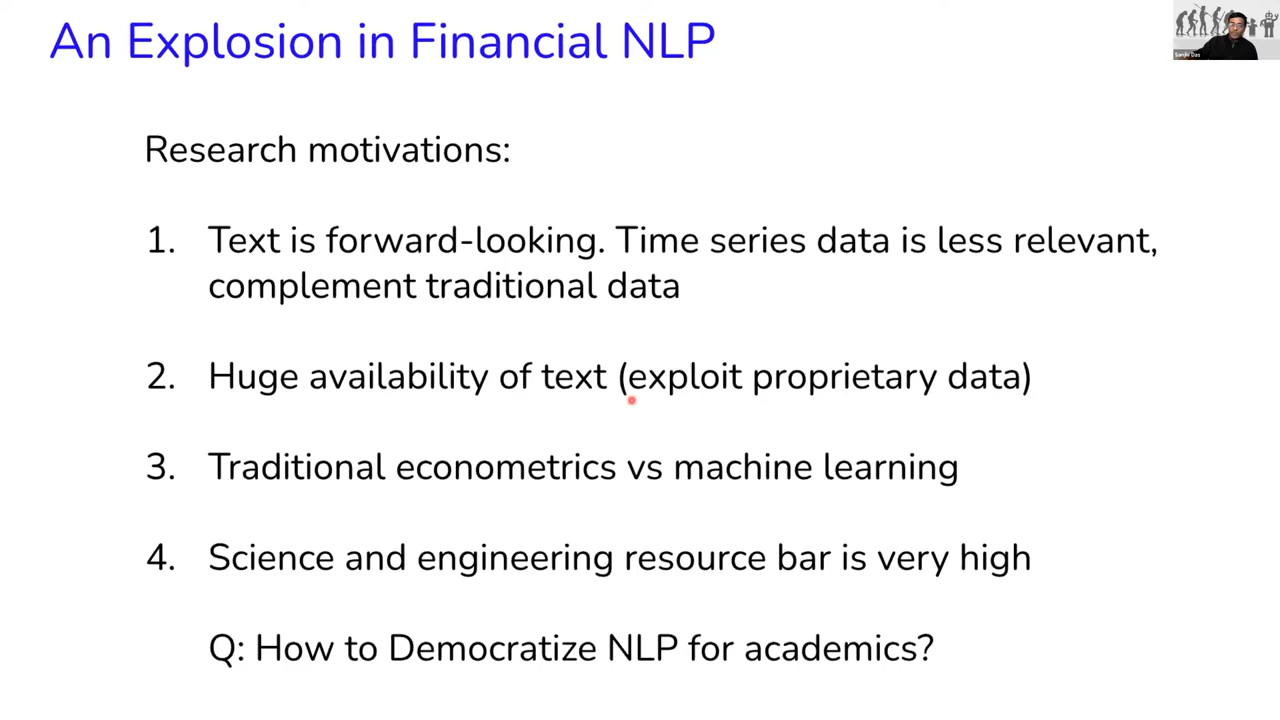 An Explosion in Financial NLP
Sanjiv Das
Research motivations:
1. Text is forward-looking. Time series data is less relevant,
complement traditional data
2. Huge availability of text (exploit proprietary data)
3. Traditional econometrics vs machine learning
4. Science and engineering resource bar is very high
Q: How to Democratize NLP for academics?